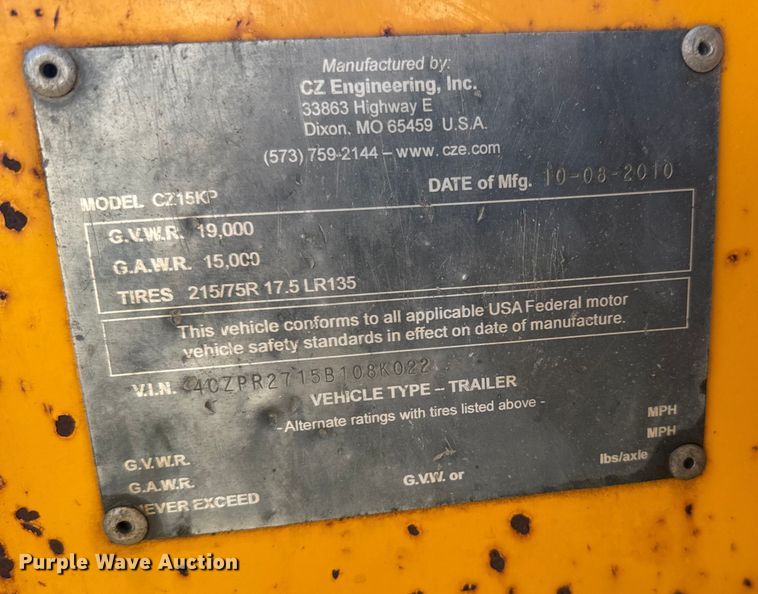 Manufactured by:
CZ Engineering, Inc.
33863 Highway E
Dixon, MO 65459 U.S.A.
(573) 759-2144 – www. cze.com
DATE of Mfg. 10-08-2010
MODEL CZ15KP
G.V.W.R. 19,000
G.A.W.R. 15,000
TIRES 215/75R 17.5 LR135
This vehicle conforms to all applicable USA Federal motor
vehicle safety standards in effect on date of manufacture.
V.I.N. 4CZPR2715B108K022
VEHICLE TYPE – TRAILER
- Alternate ratings with tires listed above -
MPH
MPH
G.V.W.R.
G.A.W.R.
G.V.W. or
lbs/axle
NEVER EXCEED
Purple Wave Auction